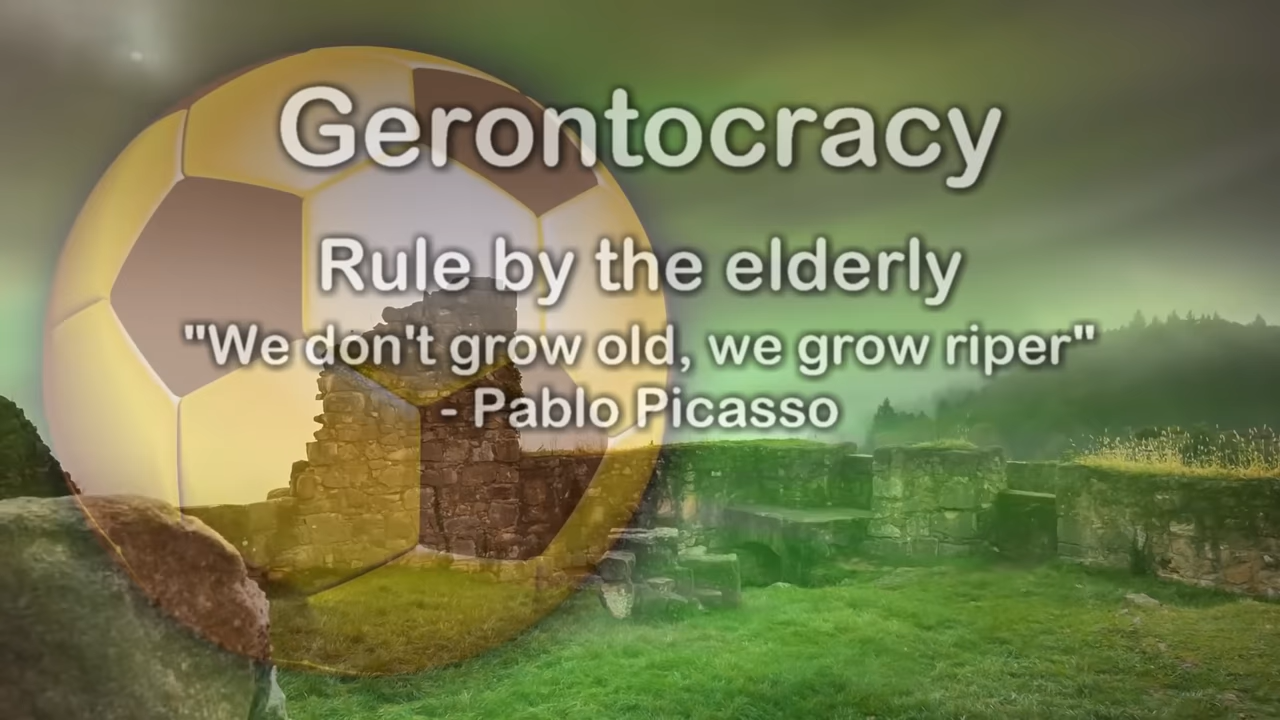 Gerontocracy
Rule by the elderly
"We don't grow old, we grow riper"
- Pablo Picasso